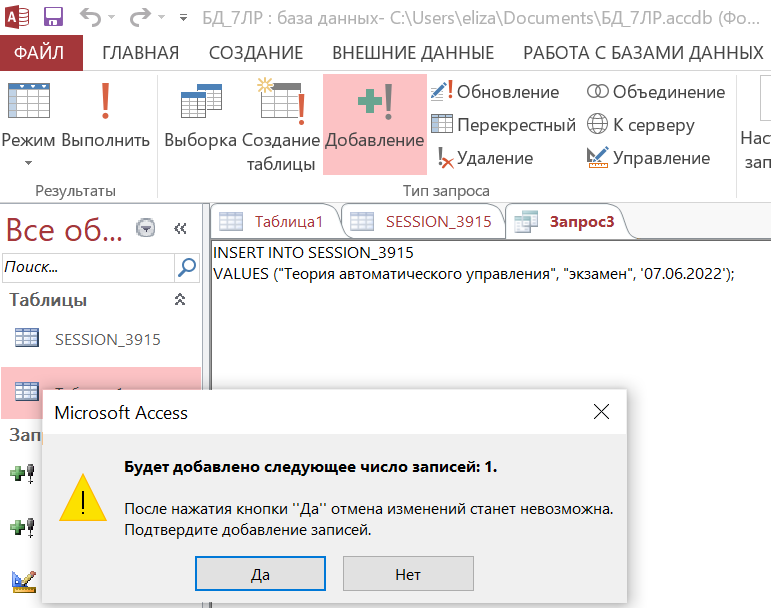 БД_7ЛР : база данных- C:\Users\eliza\Documents\БД_7ЛР.accdb (Фо...
ФАЙЛ ГЛАВНАЯ СОЗДАНИЕ ВНЕШНИЕ ДАННЫЕ РАБОТА С БАЗАМИ ДАННЫХ
Режим Выполнить
Результаты
Выборка Создание таблицы Добавление
Обновление
Перекрестный
Удаление
Объединение
К серверу
Управление
Тип запроса
Все об...
Поиск...
Таблицы
SESSION_3915
Таблица1 SESSION_3915 Запрос3
INSERT INTO SESSION_3915
VALUES ("Теория автоматического управления", "экзамен", '07.06.2022');
Microsoft Access
Будет добавлено следующее число записей: 1.
После нажатия кнопки "Да" отмена изменений станет невозможна.
Подтвердите добавление записей.
Да Нет